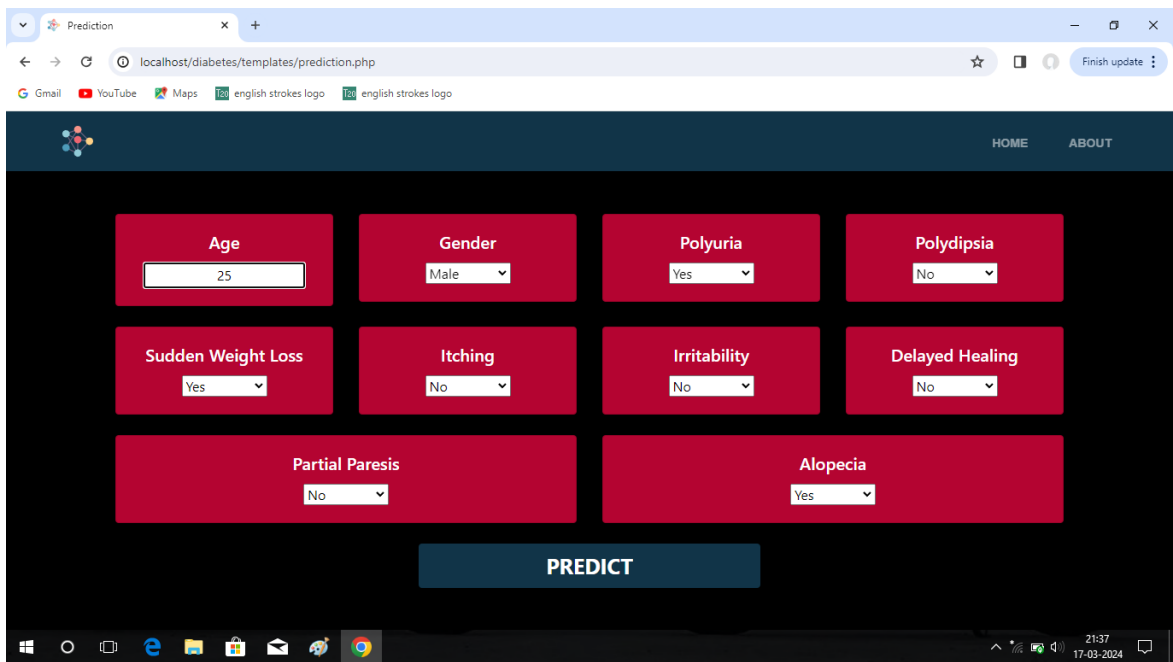 Prediction
localhost/diabetes/templates/prediction.php
Finish update
Gmail YouTube Maps T20 english strokes logo T20 english strokes logo
HOME ABOUT
Age Gender Polyuria Polydipsia
25 Male Yes No
Sudden Weight Loss Itching Irritability Delayed Healing
Yes No No No
Partial Paresis Alopecia
No Yes
PREDICT
21:37
17-03-2024